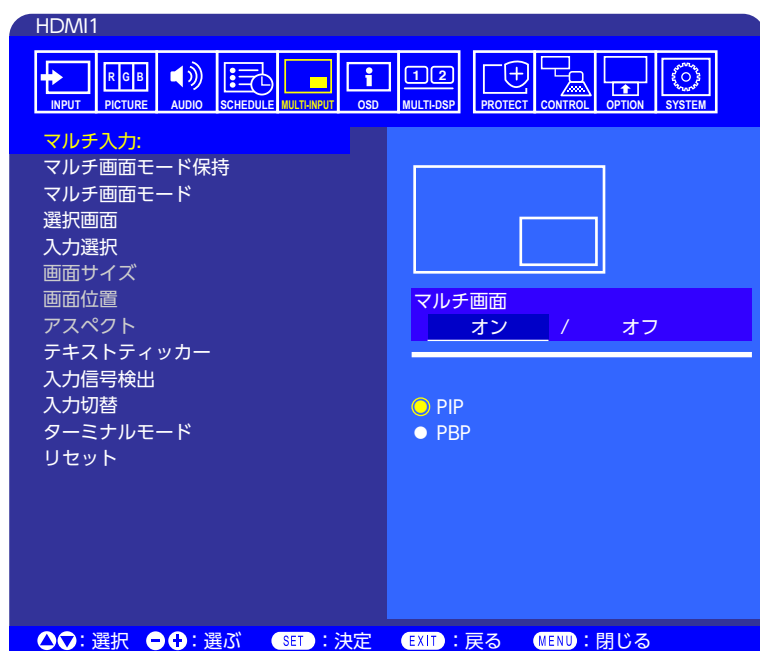 HDMI1
R G B
1 2
INPUT PICTURE AUDIO SCHEDULE MULTI-INPUT OSD MULTI-DSP PROTECT CONTROL OPTION SYSTEM
マルチ入力:
マルチ画面モード保持
マルチ画面モード
選択画面
入力選択
画面サイズ
画面位置
アスペクト
テキストティッカー
入力信号検出
入力切替
ターミナルモード
リセット
マルチ画面
オン / オフ
PIP
PBP
:選択 :選ぶ SET:決定 EXIT:戻る MENU:閉じる